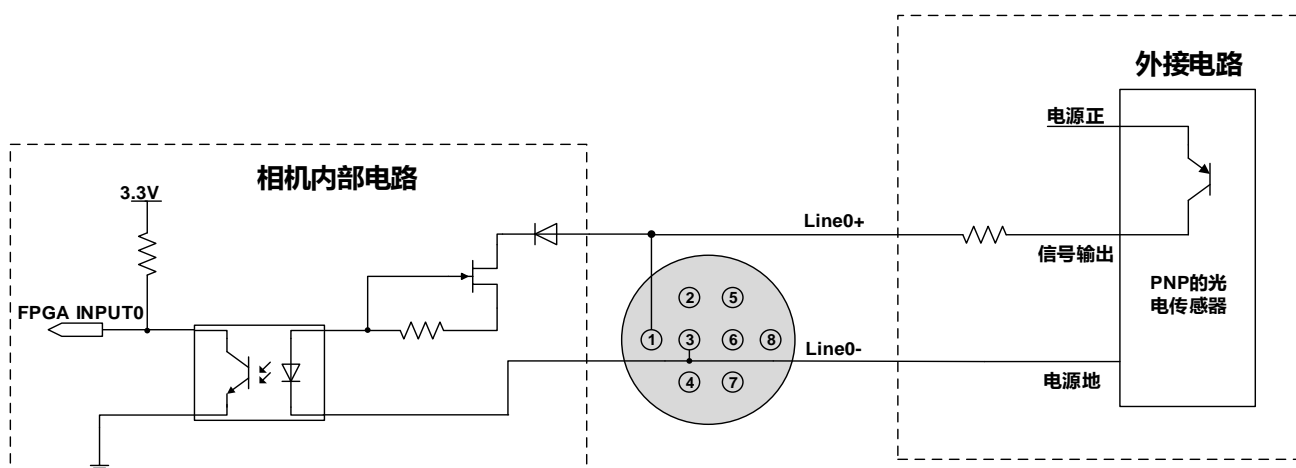 外接电路
电源正
相机内部电路
3.3V
Line0+
信号输出
PNP的光
电传感器
FPGA INPUT0
2
5
1
3
6
8
Line0-
4
7
电源地